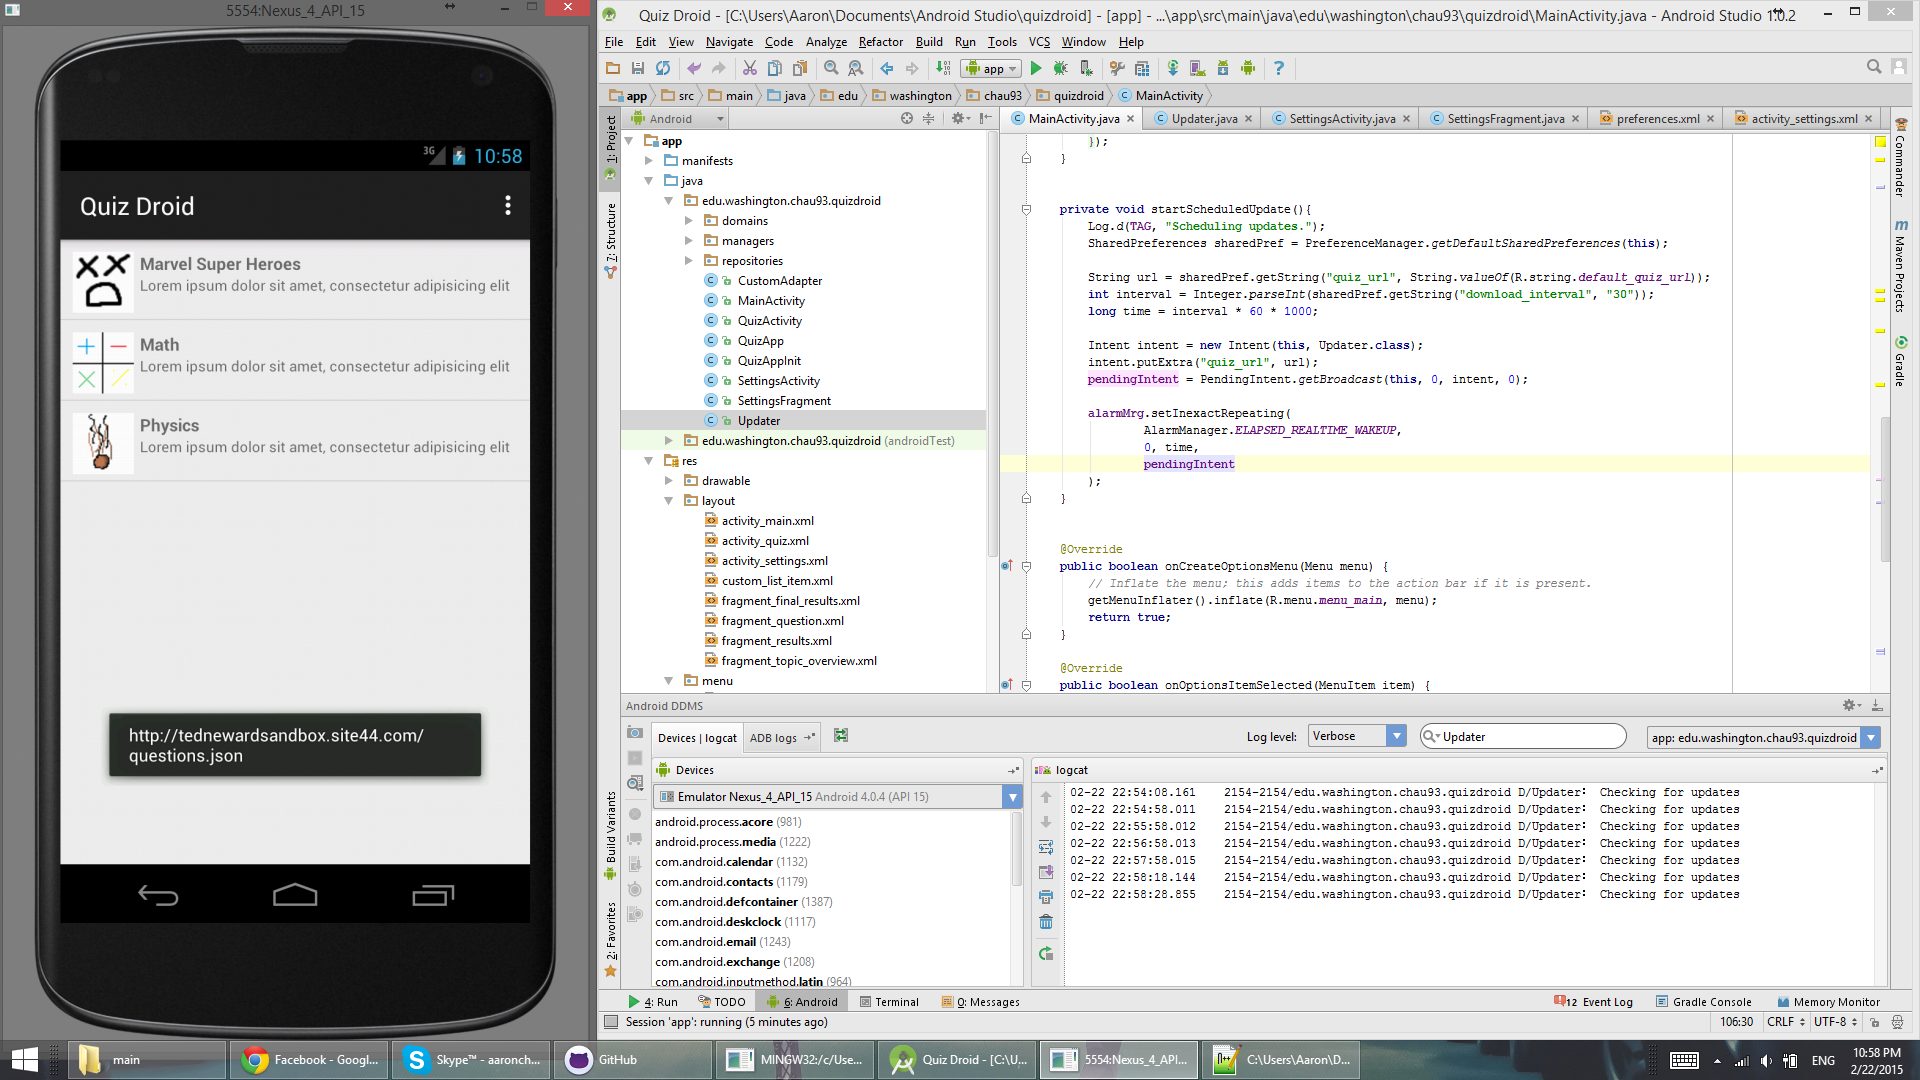 5554:Nexus_4_API_15
3G 10:58
Quiz Droid
Marvel Super Heroes
Lorem ipsum dolor sit amet, consectetur adipisicing elit
Math
Lorem ipsum dolor sit amet, consectetur adipisicing elit
Physics
Lorem ipsum dolor sit amet, consectetur adipisicing elit
http://tednewardsandbox.site44.com/
questions.json
Quiz Droid - [C:\Users\Aaron\Documents\Android Studio\quizdroid] - [app] - ...\app\src\main\java\edu\washington\chau93\quizdroid\MainActivity.java - Android Studio 1.0.2
File Edit View Navigate Code Analyze Refactor Build Run Tools VCS Window Help
app
app src main java edu washington chau93 quizdroid MainActivity
1: Project
7: Structure
Build Variants
2: Favorites
Android
app
manifests
java
edu.washington.chau93.quizdroid
domains
managers
repositories
CustomAdapter
MainActivity
QuizActivity
QuizApp
QuizAppInit
SettingsActivity
SettingsFragment
Updater
edu.washington.chau93.quizdroid (androidTest)
res
drawable
layout
activity_main.xml
activity_quiz.xml
activity_settings.xml
custom_list_item.xml
fragment_final_results.xml
fragment_question.xml
fragment_results.xml
fragment_topic_overview.xml
menu
MainActivity.java Updater.java SettingsActivity.java SettingsFragment.java preferences.xml activity_settings.xml
});
}
private void startScheduledUpdate(){
Log.d(TAG, "Scheduling updates.");
SharedPreferences sharedPref = PreferenceManager.getDefaultSharedPreferences(this);
String url = sharedPref.getString("quiz_url", String.valueOf(R.string.default_quiz_url));
int interval = Integer.parseInt(sharedPref.getString("download_interval", "30"));
long time = interval * 60 * 1000;
Intent intent = new Intent(this, Updater.class);
intent.putExtra("quiz_url", url);
pendingIntent = PendingIntent.getBroadcast(this, 0, intent, 0);
alarmMrg.setInexactRepeating(
AlarmManager.ELAPSED_REALTIME_WAKEUP,
0, time,
pendingIntent
);
}
@Override
public boolean onCreateOptionsMenu(Menu menu) {
// Inflate the menu; this adds items to the action bar if it is present.
getMenuInflater().inflate(R.menu.menu_main, menu);
return true;
}
@Override
public boolean onOptionsItemSelected(MenuItem item) {
Commander
Maven Projects
Gradle
Android DDMS
Devices | logcat ADB logs
Log level: Verbose Updater app: edu.washington.chau93.quizdroid
Devices
Emulator Nexus_4_API_15 Android 4.0.4 (API 15)
android.process.acore (981)
android.process.media (1222)
com.android.calendar (1132)
com.android.contacts (1179)
com.android.defcontainer (1387)
com.android.deskclock (1117)
com.android.email (1243)
com.android.exchange (1208)
com.android.inputmethod.latin (964)
logcat
02-22 22:54:08.161 2154-2154/edu.washington.chau93.quizdroid D/Updater: Checking for updates
02-22 22:54:58.011 2154-2154/edu.washington.chau93.quizdroid D/Updater: Checking for updates
02-22 22:55:58.012 2154-2154/edu.washington.chau93.quizdroid D/Updater: Checking for updates
02-22 22:56:58.013 2154-2154/edu.washington.chau93.quizdroid D/Updater: Checking for updates
02-22 22:57:58.015 2154-2154/edu.washington.chau93.quizdroid D/Updater: Checking for updates
02-22 22:58:18.144 2154-2154/edu.washington.chau93.quizdroid D/Updater: Checking for updates
02-22 22:58:28.855 2154-2154/edu.washington.chau93.quizdroid D/Updater: Checking for updates
4: Run TODO 6: Android Terminal 0: Messages 12 Event Log Gradle Console Memory Monitor
Session 'app': running (5 minutes ago) 106:30 CRLF UTF-8
main Facebook - Googl... Skype™ - aaronch... GitHub MINGW32:/c/Use... Quiz Droid - [C:\U... 5554:Nexus_4_API... C:\Users\Aaron\D... ENG 10:58 PM
2/22/2015